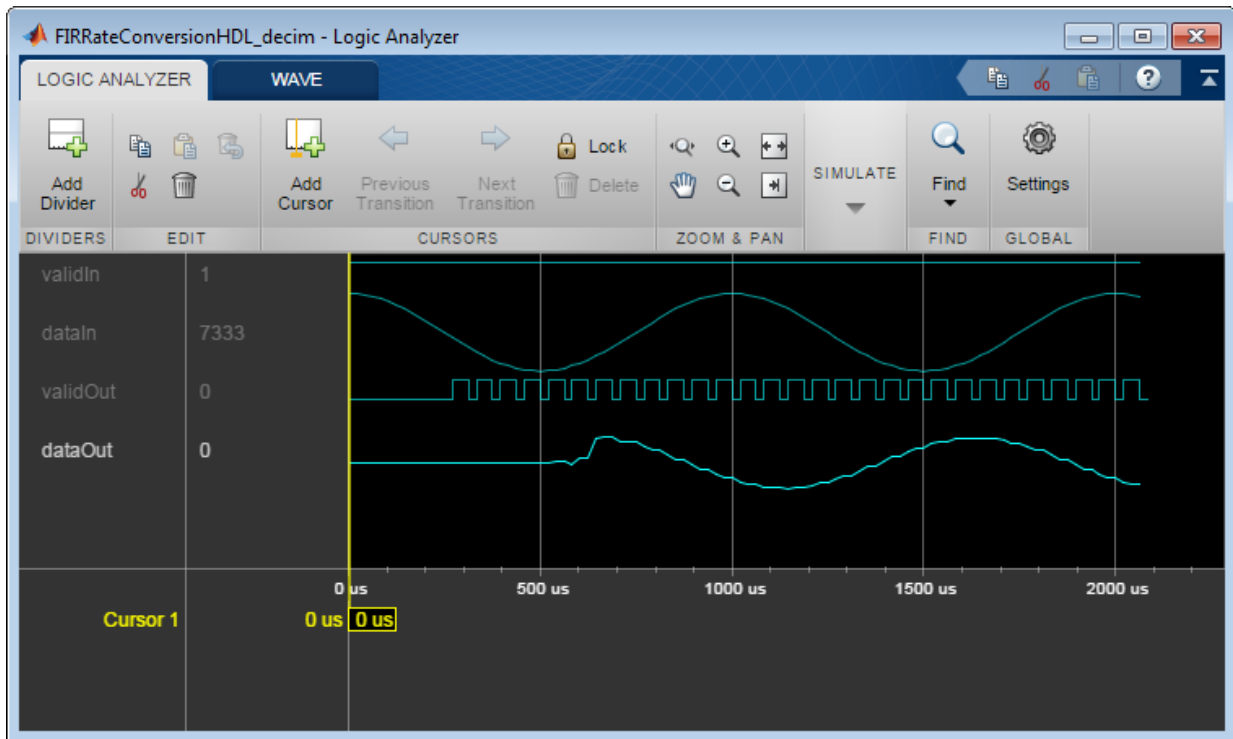 FIRRateConversionHDL_decim - Logic Analyzer
LOGIC ANALYZER WAVE
?
Lock
Add Divider
Add Cursor
Previous Transition
Next Transition
Delete
SIMULATE
Find
Settings
DIVIDERS EDIT CURSORS ZOOM & PAN FIND GLOBAL
validIn 1
dataIn 7333
validOut 0
dataOut 0
0 us 500 us 1000 us 1500 us 2000 us
Cursor 1 0 us 0 us